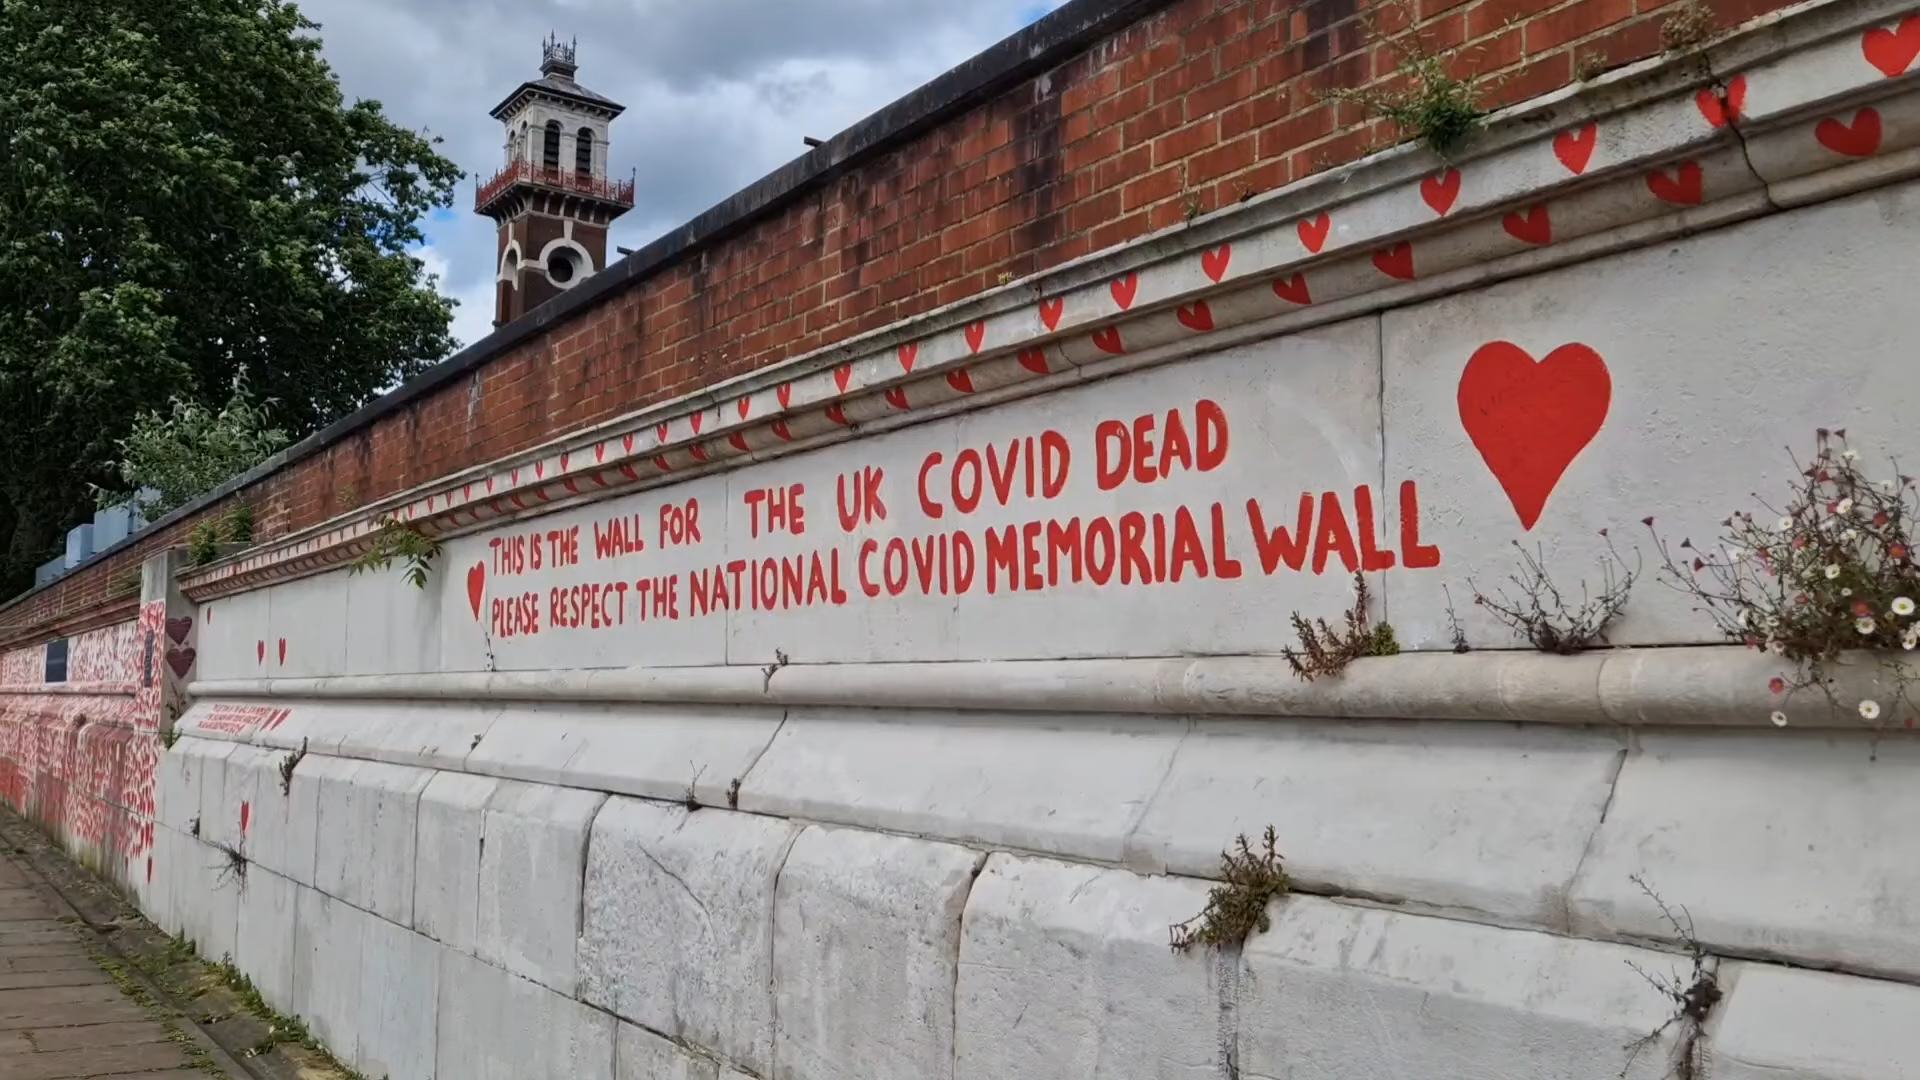 THIS IS THE WALL FOR THE UK COVID DEAD
PLEASE RESPECT THE NATIONAL COVID MEMORIAL WALL